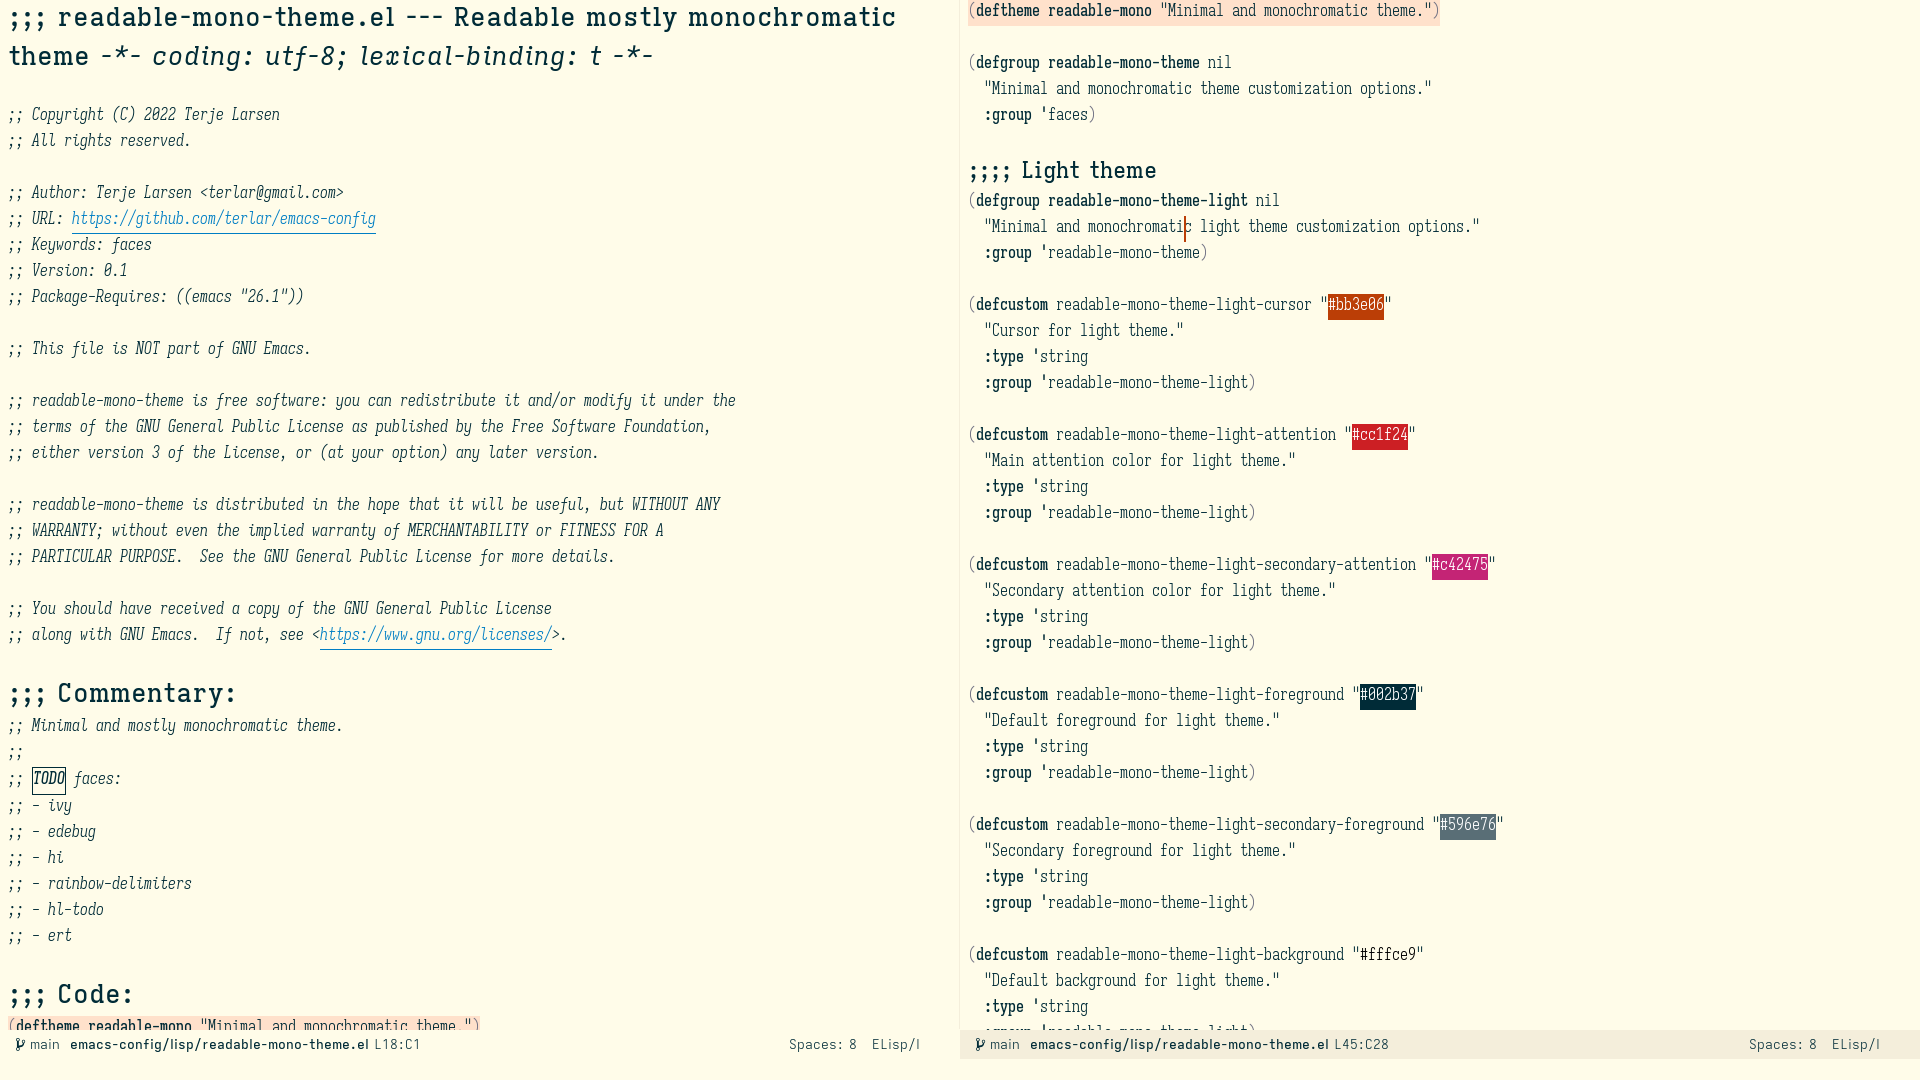 ;;; readable-mono-theme.el --- Readable mostly monochromatic
theme -*- coding: utf-8; lexical-binding: t -*-
;; Copyright (C) 2022 Terje Larsen
;; All rights reserved.
;; Author: Terje Larsen <terlar@gmail.com>
;; URL: https://github.com/terlar/emacs-config
;; Keywords: faces
;; Version: 0.1
;; Package-Requires: ((emacs "26.1"))
;; This file is NOT part of GNU Emacs.
;; readable-mono-theme is free software: you can redistribute it and/or modify it under the
;; terms of the GNU General Public License as published by the Free Software Foundation,
;; either version 3 of the License, or (at your option) any later version.
;; readable-mono-theme is distributed in the hope that it will be useful, but WITHOUT ANY
;; WARRANTY; without even the implied warranty of MERCHANTABILITY or FITNESS FOR A
;; PARTICULAR PURPOSE.  See the GNU General Public License for more details.
;; You should have received a copy of the GNU General Public License
;; along with GNU Emacs.  If not, see <https://www.gnu.org/licenses/>.
;;; Commentary:
;; Minimal and mostly monochromatic theme.
;;
;; TODO faces:
;; - ivy
;; - edebug
;; - hi
;; - rainbow-delimiters
;; - hl-todo
;; - ert
;;; Code:
(deftheme readable-mono "Minimal and monochromatic theme.")
main emacs-config/lisp/readable-mono-theme.el L18:C1 Spaces: 8 ELisp/l
(deftheme readable-mono "Minimal and monochromatic theme.")
(defgroup readable-mono-theme nil
  "Minimal and monochromatic theme customization options."
  :group 'faces)
;;;; Light theme
(defgroup readable-mono-theme-light nil
  "Minimal and monochromatic light theme customization options."
  :group 'readable-mono-theme)
(defcustom readable-mono-theme-light-cursor "#bb3e06"
  "Cursor for light theme."
  :type 'string
  :group 'readable-mono-theme-light)
(defcustom readable-mono-theme-light-attention "#cc1f24"
  "Main attention color for light theme."
  :type 'string
  :group 'readable-mono-theme-light)
(defcustom readable-mono-theme-light-secondary-attention "#c42475"
  "Secondary attention color for light theme."
  :type 'string
  :group 'readable-mono-theme-light)
(defcustom readable-mono-theme-light-foreground "#002b37"
  "Default foreground for light theme."
  :type 'string
  :group 'readable-mono-theme-light)
(defcustom readable-mono-theme-light-secondary-foreground "#596e76"
  "Secondary foreground for light theme."
  :type 'string
  :group 'readable-mono-theme-light)
(defcustom readable-mono-theme-light-background "#fffce9"
  "Default background for light theme."
  :type 'string
  :group 'readable-mono-theme-light)
main emacs-config/lisp/readable-mono-theme.el L45:C28 Spaces: 8 ELisp/l